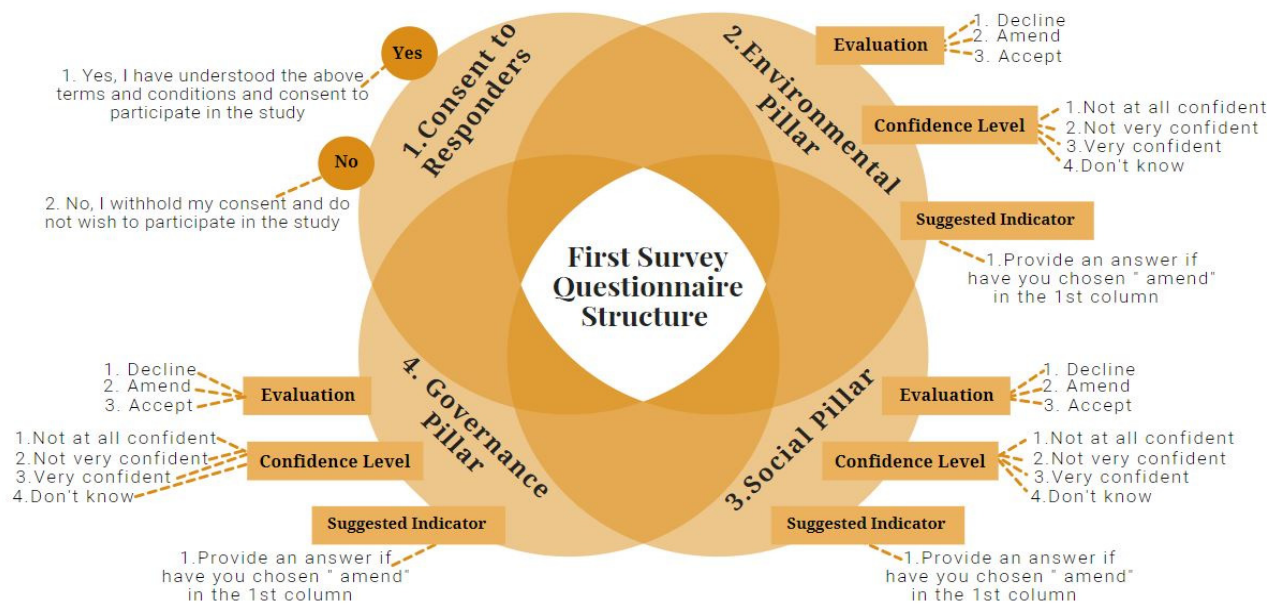 Yes
1. Yes, I have understood the above
terms and conditions and consent to
participate in the study
No
2. No, I withhold my consent and do
not wish to participate in the study
1.Consent to
Responders
2.Environmental
Pillar
Evaluation
1. Decline
2. Amend
3. Accept
Confidence Level
1.Not at all confident
2.Not very confident
3.Very confident
4.Don't know
Suggested Indicator
1.Provide an answer if
have you chosen " amend"
in the 1st column
First Survey
Questionnaire
Structure
3.Social Pillar
Evaluation
1. Decline
2. Amend
3. Accept
Confidence Level
1.Not at all confident
2.Not very confident
3.Very confident
4.Don't know
Suggested Indicator
1.Provide an answer if
have you chosen " amend"
in the 1st column
4. Governance
Pillar
Evaluation
1. Decline
2. Amend
3. Accept
Confidence Level
1.Not at all confident
2.Not very confident
3.Very confident
4.Don't know
Suggested Indicator
1.Provide an answer if
have you chosen " amend"
in the 1st column